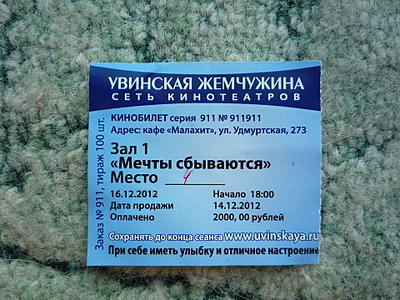 УВИНСКАЯ ЖЕМЧУЖИНА
СЕТЬ КИНОТЕАТРОВ
КИНОБИЛЕТ серия 911 № 911911
Адрес: кафе «Малахит», ул. Удмуртская, 273
Зал 1
«Мечты сбываются»
Место 4
16.12.2012 Начало 18:00
Дата продажи 14.12.2012
Оплачено 2000, 00 рублей
Сохранять до конца сеанса www.uvinskaya.ru
При себе иметь улыбку и отличное настроение
Заказ № 911, тираж 100 шт.